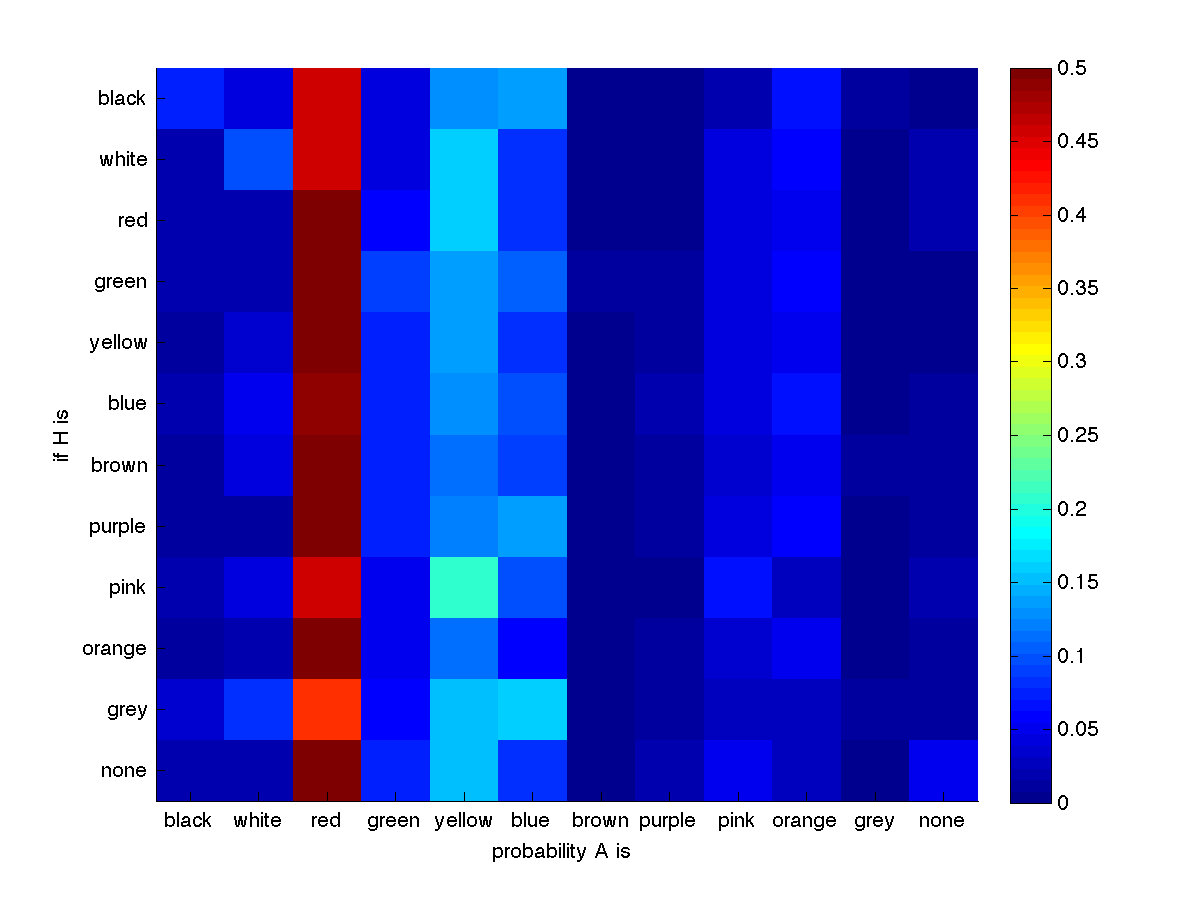 black
white
red
green
yellow
blue
brown
purple
pink
orange
grey
none
if H is
black white red green yellow blue brown purple pink orange grey none
probability A is
0.5
0.45
0.4
0.35
0.3
0.25
0.2
0.15
0.1
0.05
0